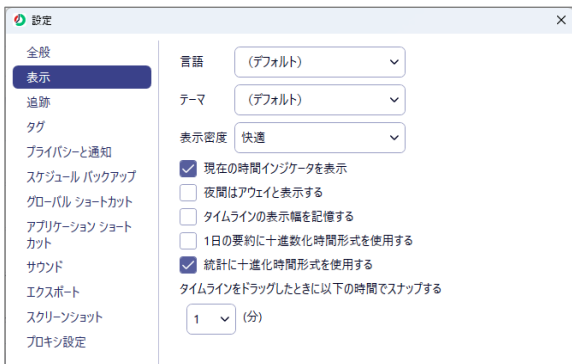 設定
全般
表示
追跡
タグ
プライバシーと通知
スケジュール バックアップ
グローバル ショートカット
アプリケーション ショート
カット
サウンド
エクスポート
スクリーンショット
プロキシ設定
言語 (デフォルト)
テーマ (デフォルト)
表示密度 快適
現在の時間インジケータを表示
夜間はアウェイと表示する
タイムラインの表示幅を記憶する
1日の要約に十進数化時間形式を使用する
統計に十進化時間形式を使用する
タイムラインをドラッグしたときに以下の時間でスナップする
1 (分)